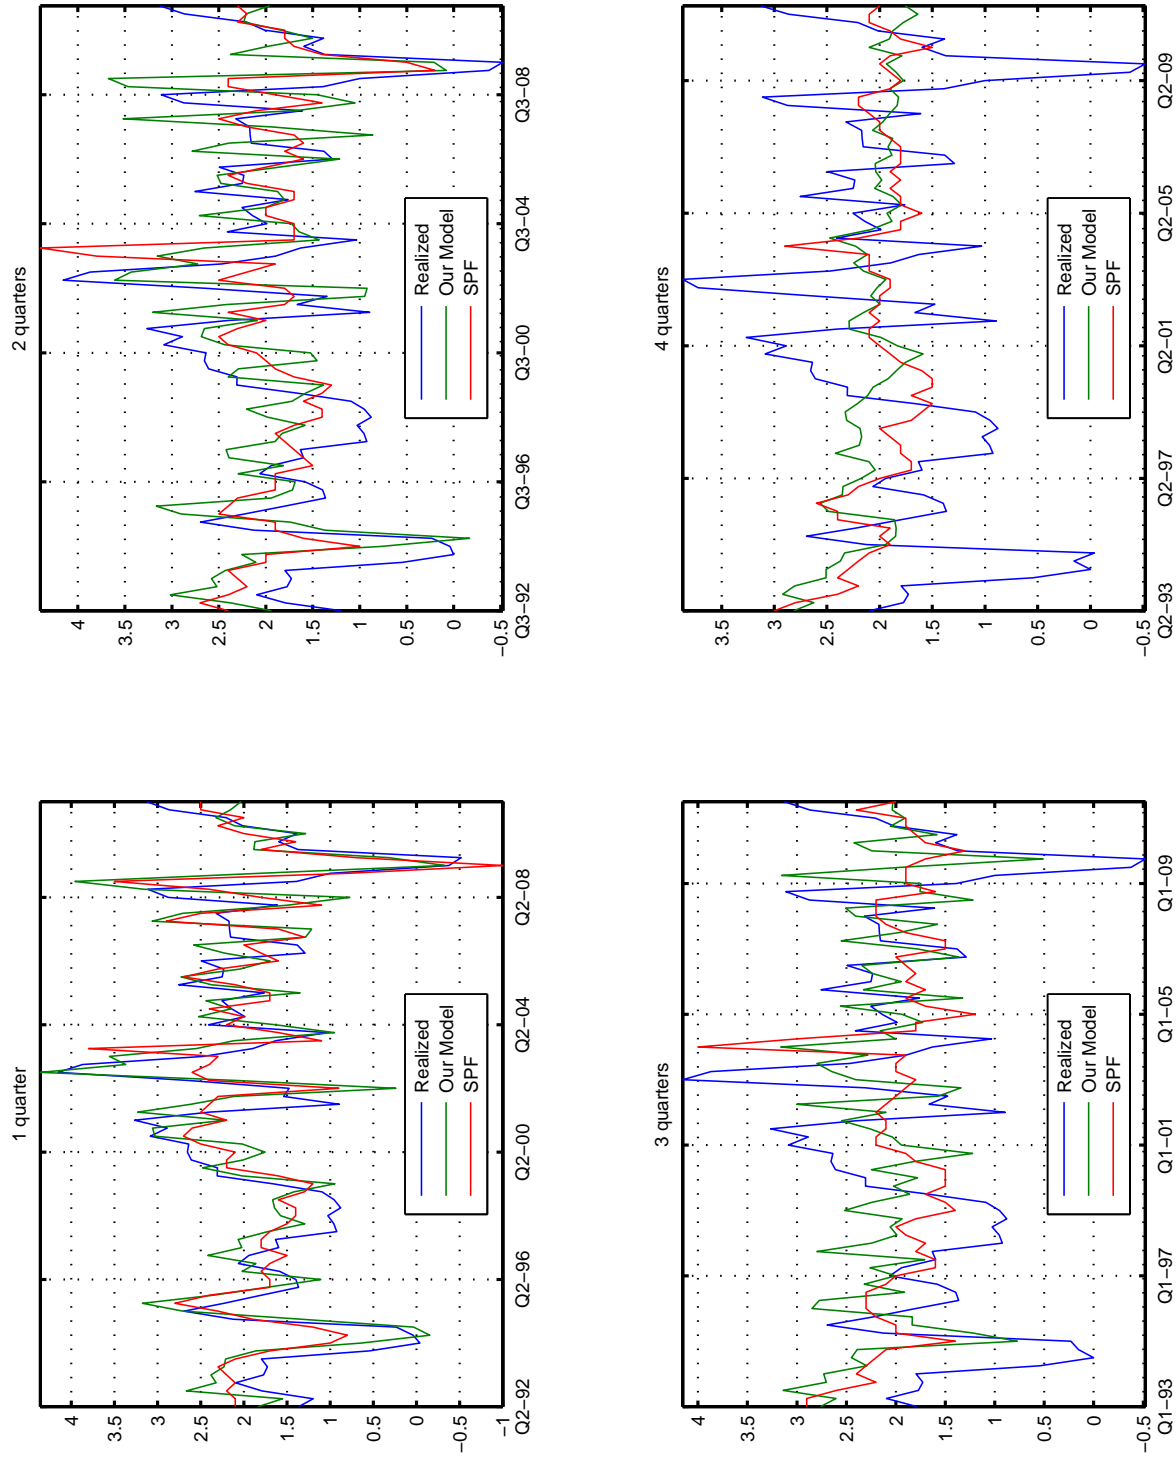 1 quarter
4
3.5
3
2.5
2
1.5
1
0.5
0
−0.5
−1
Q2−92
Q2−96
Q2−00
Q2−04
Q2−08
Realized
Our Model
SPF
2 quarters
4
3.5
3
2.5
2
1.5
1
0.5
0
−0.5
Q3−92
Q3−96
Q3−00
Q3−04
Q3−08
Realized
Our Model
SPF
3 quarters
4
3.5
3
2.5
2
1.5
1
0.5
0
−0.5
Q1−93
Q1−97
Q1−01
Q1−05
Q1−09
Realized
Our Model
SPF
4 quarters
3.5
3
2.5
2
1.5
1
0.5
0
−0.5
Q2−93
Q2−97
Q2−01
Q2−05
Q2−09
Realized
Our Model
SPF